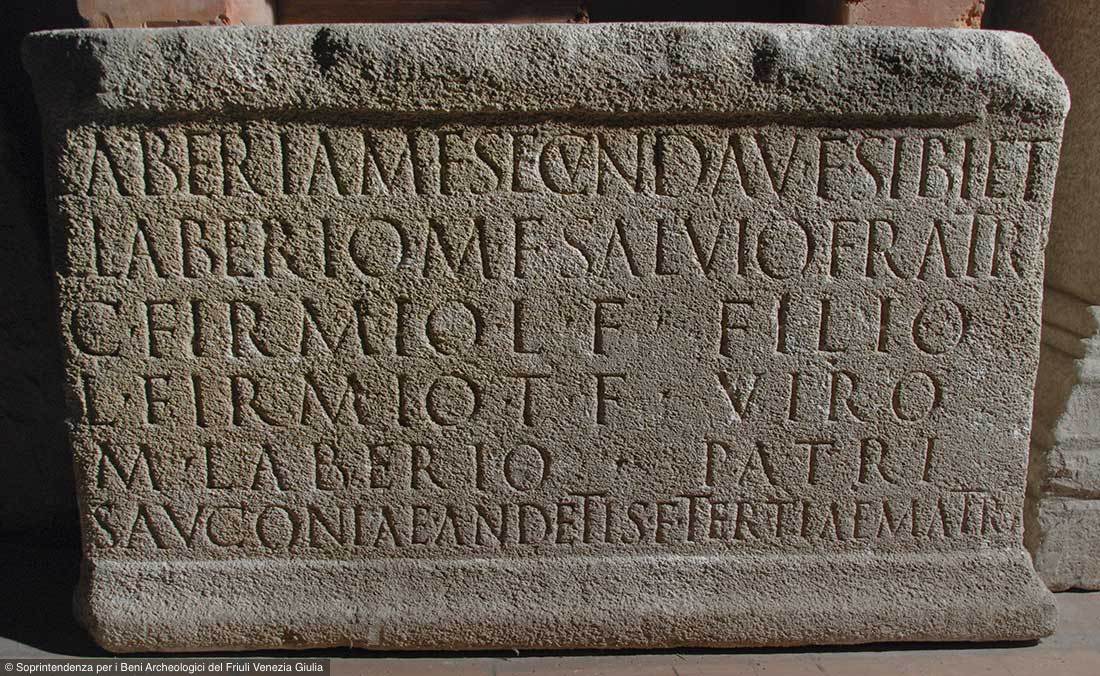 ABERIA M F SECVNDA V F SIBI ET
LABERIO M F SALVIO FRATR
C · FIRMIO · L · F · FILIO
L · FIRMIO · T · F · VIRO
M · LABERIO PATRI
SAVCONIAE ANDETIS F TERTIAE MATR
© Soprintendenza per i Beni Archeologici del Friuli Venezia Giulia